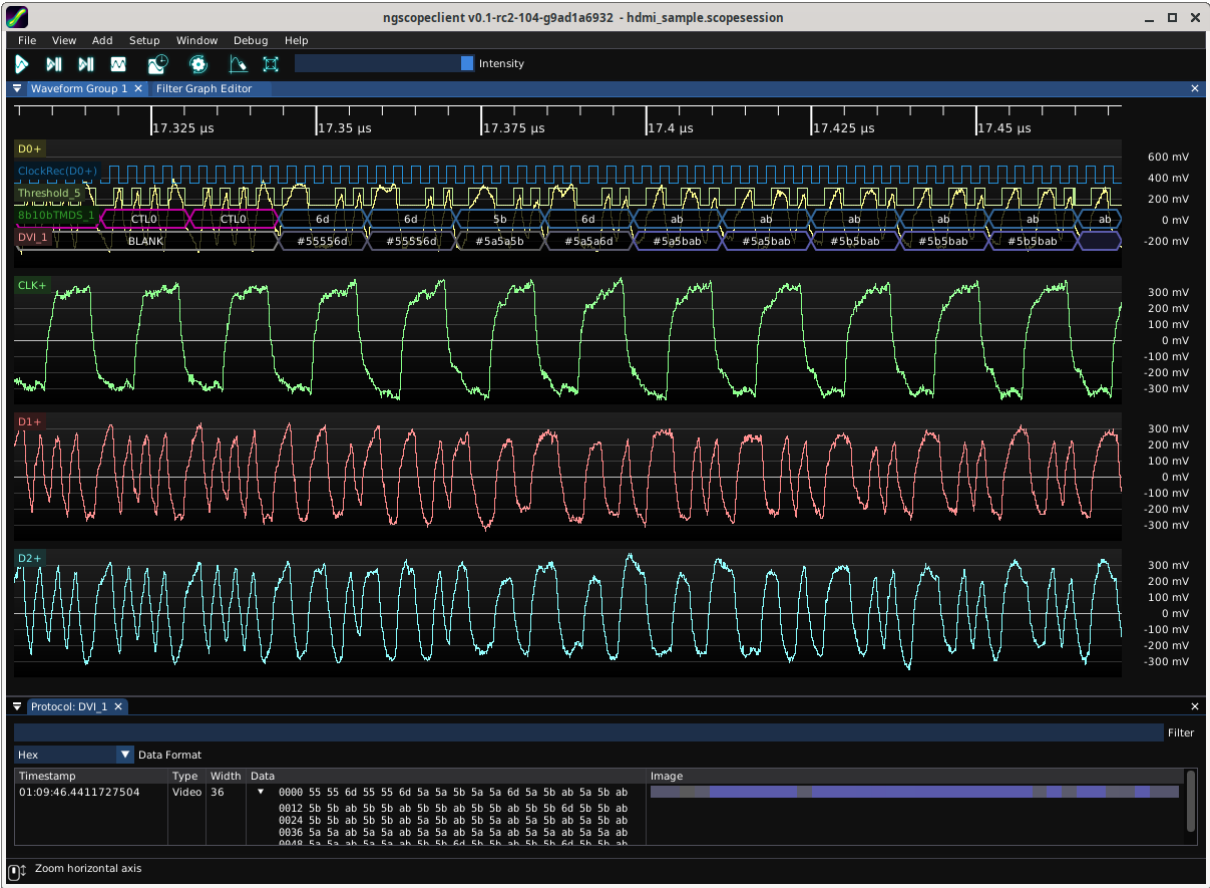 ngscopeclient v0.1-rc2-104-g9ad1a6932 - hdmi_sample.scopesession
File View Add Setup Window Debug Help
Intensity
Waveform Group 1 Filter Graph Editor
17.325 µs 17.35 µs 17.375 µs 17.4 µs 17.425 µs 17.45 µs
D0+
600 mV
ClockRec(D0+)
400 mV
Threshold_5
200 mV
8b10bTMDS_1 CTL0 CTL0 6d 6d 5b 6d ab ab ab ab ab ab
0 mV
DVI_1 BLANK #55556d #55556d #5a5a5b #5a5a6d #5a5bab #5a5bab #5b5bab #5b5bab #5b5bab
-200 mV
CLK+
300 mV
200 mV
100 mV
0 mV
-100 mV
-200 mV
-300 mV
D1+
300 mV
200 mV
100 mV
0 mV
-100 mV
-200 mV
-300 mV
D2+
300 mV
200 mV
100 mV
0 mV
-100 mV
-200 mV
-300 mV
Protocol: DVI_1
Filter
Hex Data Format
Timestamp Type Width Data Image
01:09:46.4411727504 Video 36 0000 55 55 6d 55 55 6d 5a 5a 5b 5a 5a 6d 5a 5b ab 5a 5b ab
0012 5b 5b ab 5b 5b ab 5b 5b ab 5b 5b ab 5b 5b 6d 5b 5b ab
0024 5b 5b ab 5b 5b ab 5b 5a ab 5a 5a ab 5a 5a ab 5a 5b ab
0036 5a 5a ab 5a 5a ab 5a 5a ab 5a 5a ab 5a 5a ab 5a 5a ab
Zoom horizontal axis